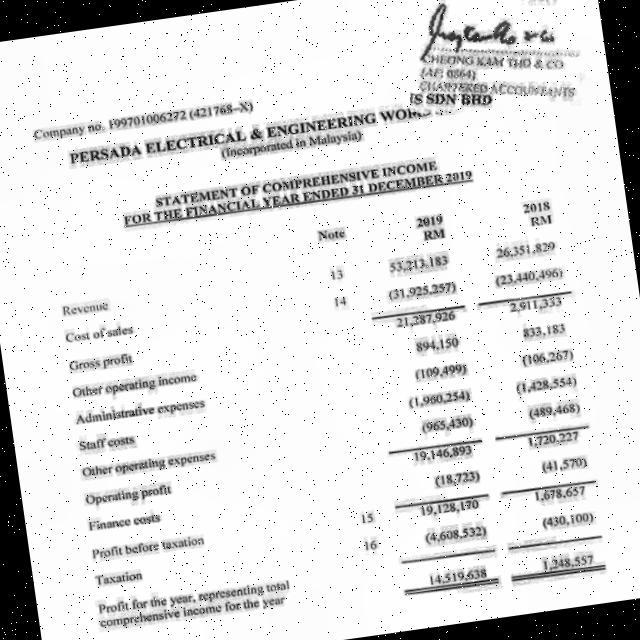 CHEONG KAM THO & CO
(AF: 0864)
CHARTERED ACCOUNTANTS
Company no. 199701006272 (421768-X)
PERSADA ELECTRICAL & ENGINEERING WORKS SDN BHD
(Incorporated in Malaysia)
STATEMENT OF COMPREHENSIVE INCOME
FOR THE FINANCIAL YEAR ENDED 31 DECEMBER 2019
Note 2019 2018
RM RM
Revenue 13 53,213,183 26,351,829
Cost of sales 14 (31,925,257) (23,440,496)
Gross profit 21,287,926 2,911,333
Other operating income 894,150 833,183
Administrative expenses (109,499) (106,267)
Staff costs (1,960,254) (1,428,554)
Other operating expenses (965,430) (489,468)
Operating profit 19,146,893 1,720,227
Finance costs (18,723) (41,570)
Profit before taxation 15 19,128,170 1,678,657
Taxation 16 (4,608,532) (430,100)
Profit for the year, representing total
comprehensive income for the year 14,519,638 1,248,557